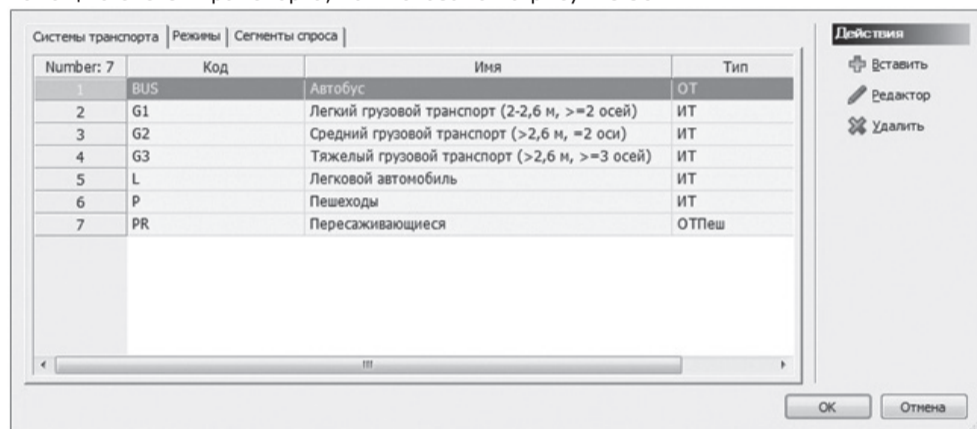 Системы транспорта Режимы Сегменты спроса
Number: 7 Код Имя Тип
1 BUS Автобус ОТ
2 G1 Легкий грузовой транспорт (2-2,6 м, >=2 осей) ИТ
3 G2 Средний грузовой транспорт (>2,6 м, =2 оси) ИТ
4 G3 Тяжелый грузовой транспорт (>2,6 м, >=3 осей) ИТ
5 L Легковой автомобиль ИТ
6 P Пешеходы ИТ
7 PR Пересаживающиеся ОТПеш
Действия
Вставить
Редактор
Удалить
OK Отмена